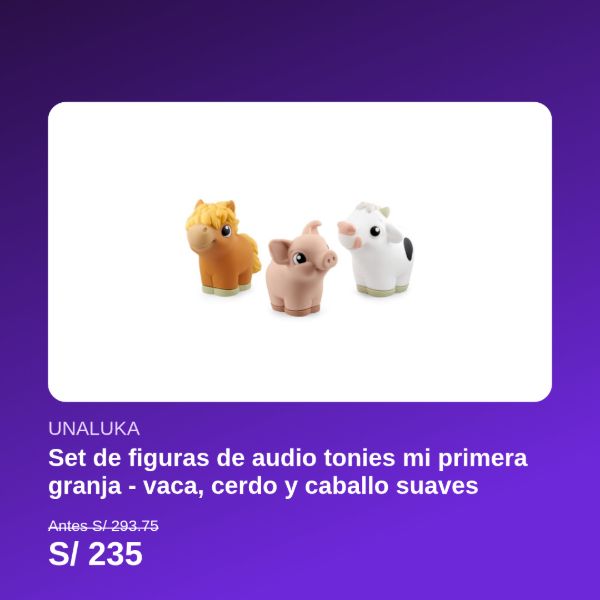 UNALUKA
Set de figuras de audio tonies mi primera
granja - vaca, cerdo y caballo suaves
Antes S/ 293.75
S/ 235